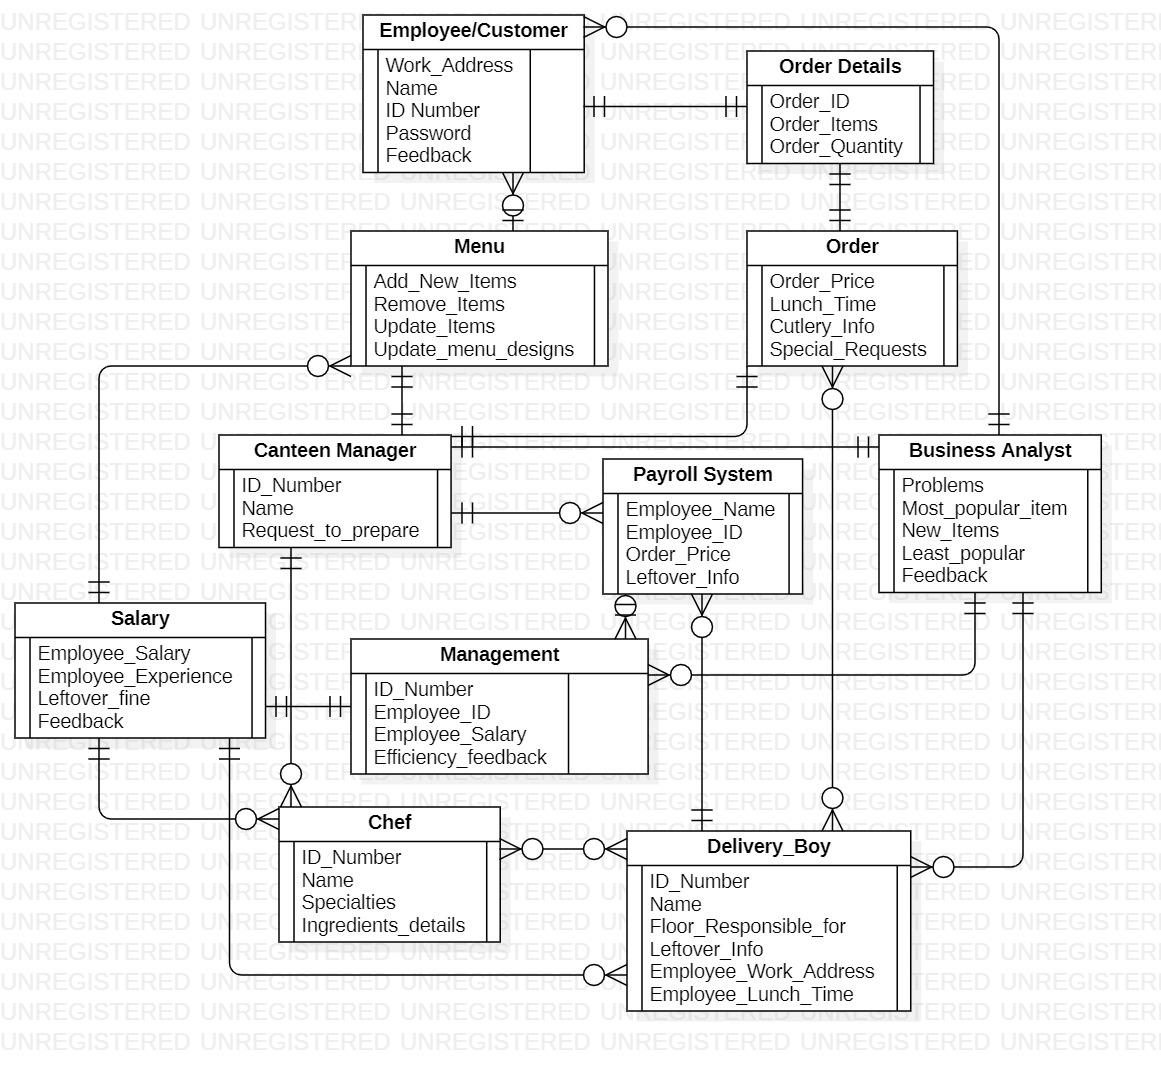 Employee/Customer
Work_Address
Name
ID Number
Password
Feedback
Order Details
Order_ID
Order_Items
Order_Quantity
Menu
Add_New_Items
Remove_Items
Update_Items
Update_menu_designs
Order
Order_Price
Lunch_Time
Cutlery_Info
Special_Requests
Canteen Manager
ID_Number
Name
Request_to_prepare
Payroll System
Employee_Name
Employee_ID
Order_Price
Leftover_Info
Business Analyst
Problems
Most_popular_item
New_Items
Least_popular
Feedback
Salary
Employee_Salary
Employee_Experience
Leftover_fine
Feedback
Management
ID_Number
Employee_ID
Employee_Salary
Efficiency_feedback
Chef
ID_Number
Name
Specialties
Ingredients_details
Delivery_Boy
ID_Number
Name
Floor_Responsible_for
Leftover_Info
Employee_Work_Address
Employee_Lunch_Time
UNREGISTERED